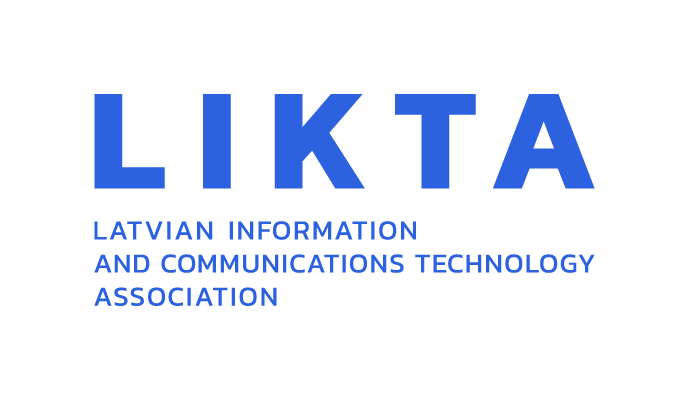 LIKTA
LATVIAN INFORMATION
AND COMMUNICATIONS TECHNOLOGY
ASSOCIATION